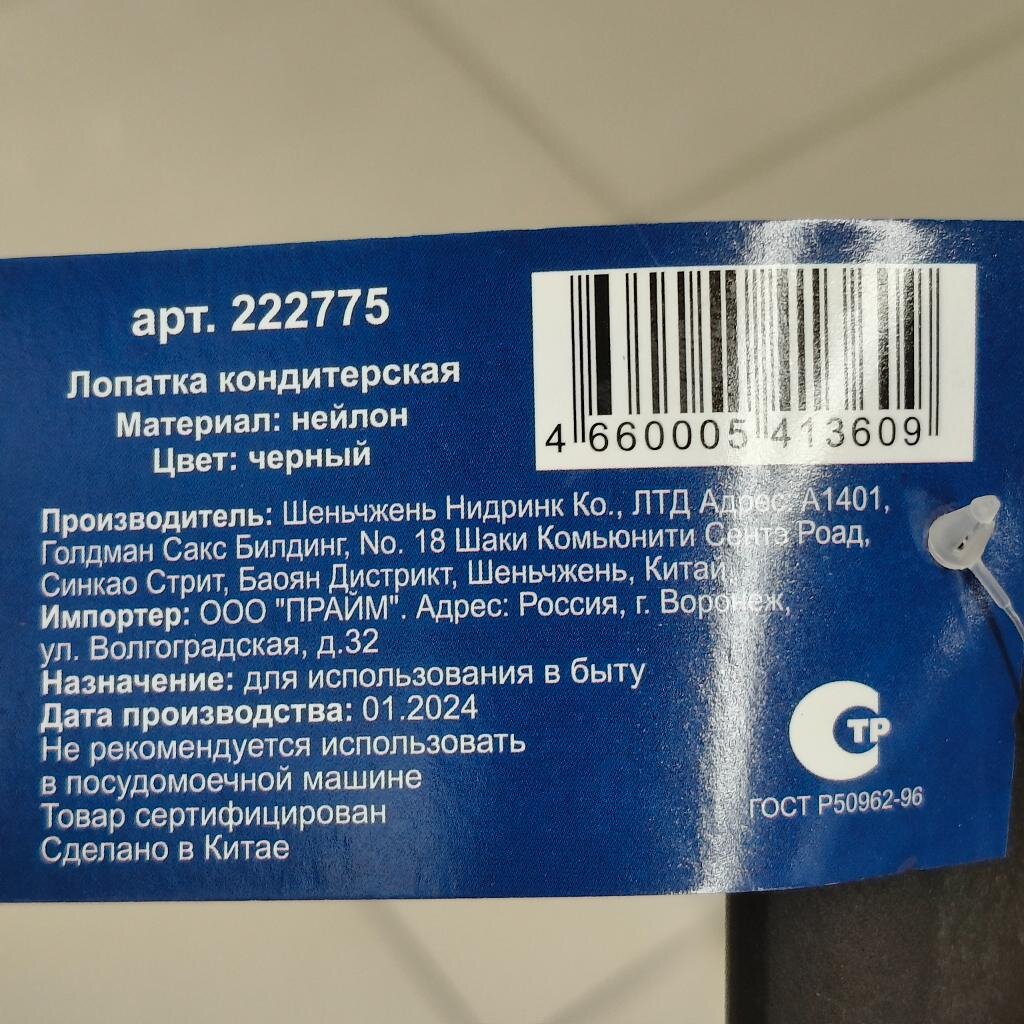 арт. 222775
Лопатка кондитерская
Материал: нейлон
Цвет: черный
4 660005 413609
Производитель: Шеньчжень Нидринк Ко., ЛТД Адрес: А1401,
Голдман Сакс Билдинг, No. 18 Шаки Комьюнити Сентэ Роад,
Синкао Стрит, Баоян Дистрикт, Шеньчжень, Китай
Импортер: ООО "ПРАЙМ". Адрес: Россия, г. Воронеж,
ул. Волгоградская, д.32
Назначение: для использования в быту
Дата производства: 01.2024
Не рекомендуется использовать
в посудомоечной машине
Товар сертифицирован
Сделано в Китае
СТР
ГОСТ Р50962-96